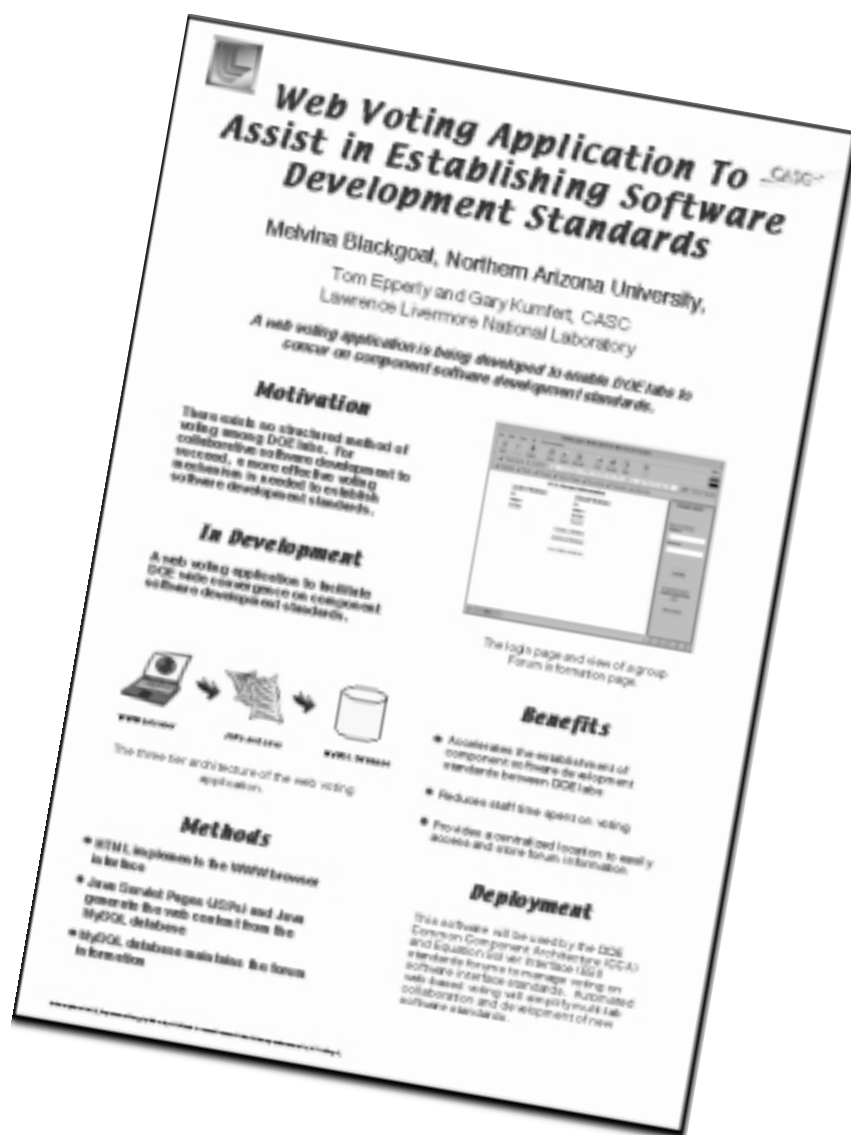 Web Voting Application To
Assist in Establishing Software
Development Standards
CASC
Melvina Blackgoat, Northern Arizona University,
Tom Epperly and Gary Kumfert, CASC
Lawrence Livermore National Laboratory
A web voting application is being developed to enable DOE labs to
concur on component software development standards.
Motivation
There exists no structured method of
voting among DOE labs. For
collaborative software development to
succeed, a more effective voting
mechanism is needed to establish
software development standards.
In Development
A web voting application to facilitate
DOE wide convergence on component
software development standards.
WWW browser
MySQL database
The three tier architecture of the web voting
application.
Methods
• HTML implements the WWW browser
interface
• Java Servlet Pages (JSPs) and Java
generate the web content from the
MySQL database
• MySQL database maintains the forum
information
The login page and view of a group
Forum information page.
Benefits
• Accelerates the establishment of
component software development
standards between DOE labs
• Reduces staff time spent on voting
• Provides a centralized location to easily
access and store forum information.
Deployment
This software will be used by the DOE
Common Component Architecture (CCA)
and Equation Solver Interface (ESI)
standards forums to manage voting on
software interface standards. Automated
web-based voting will simplify multi-lab
collaboration and development of new
software standards.